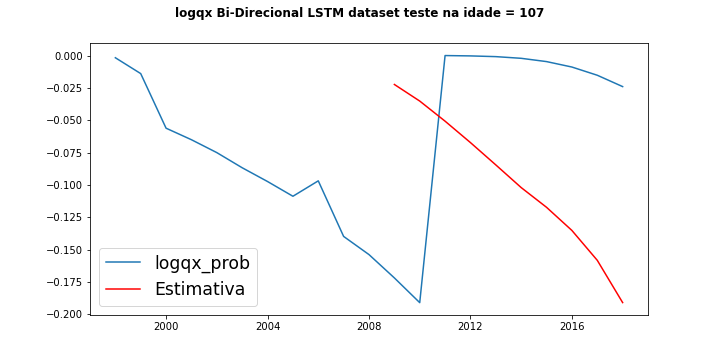 logqx Bi-Direcional LSTM dataset teste na idade = 107
0.000
−0.025
−0.050
−0.075
−0.100
−0.125
−0.150
−0.175
−0.200
logqx_prob
Estimativa
2000 2004 2008 2012 2016